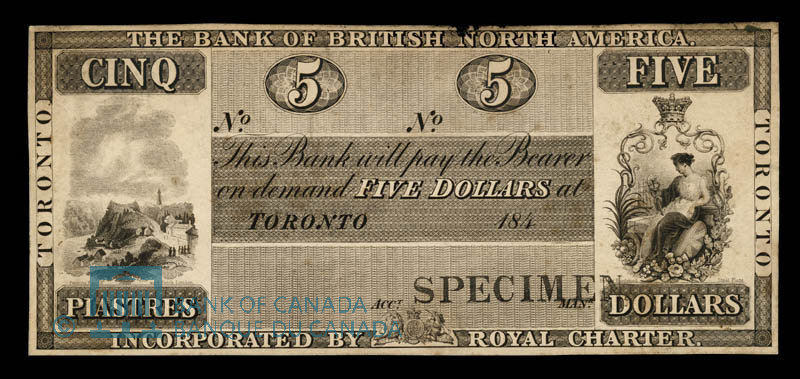 THE BANK OF BRITISH NORTH AMERICA.
CINQ 5 5 FIVE
TORONTO
TORONTO
No No
This Bank will pay the Bearer
on demand FIVE DOLLARS at
TORONTO 184
SPECIMEN
ACCT. MANR.
PIASTRES DOLLARS
© BANK OF CANADA
BANQUE DU CANADA
INCORPORATED BY ROYAL CHARTER.